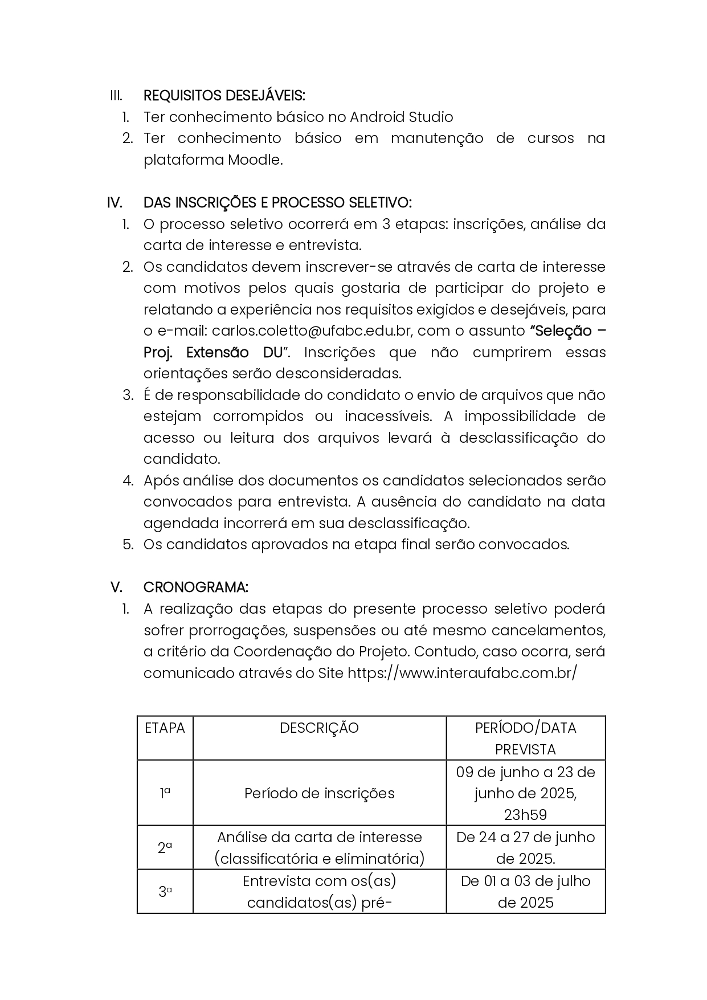 III. REQUISITOS DESEJÁVEIS:
1. Ter conhecimento básico no Android Studio
2. Ter conhecimento básico em manutenção de cursos na
plataforma Moodle.
IV. DAS INSCRIÇÕES E PROCESSO SELETIVO:
1. O processo seletivo ocorrerá em 3 etapas: inscrições, análise da
carta de interesse e entrevista.
2. Os candidatos devem inscrever-se através de carta de interesse
com motivos pelos quais gostaria de participar do projeto e
relatando a experiência nos requisitos exigidos e desejáveis, para
o e-mail: carlos.coletto@ufabc.edu.br, com o assunto “Seleção –
Proj. Extensão DU”. Inscrições que não cumprirem essas
orientações serão desconsideradas.
3. É de responsabilidade do candidato o envio de arquivos que não
estejam corrompidos ou inacessíveis. A impossibilidade de
acesso ou leitura dos arquivos levará à desclassificação do
candidato.
4. Após análise dos documentos os candidatos selecionados serão
convocados para entrevista. A ausência do candidato na data
agendada incorrerá em sua desclassificação.
5. Os candidatos aprovados na etapa final serão convocados.
V. CRONOGRAMA:
1. A realização das etapas do presente processo seletivo poderá
sofrer prorrogações, suspensões ou até mesmo cancelamentos,
a critério da Coordenação do Projeto. Contudo, caso ocorra, será
comunicado através do Site https://www.interaufabc.com.br/
ETAPA DESCRIÇÃO PERÍODO/DATA
PREVISTA
1ª Período de inscrições 09 de junho a 23 de
junho de 2025,
23h59
2ª Análise da carta de interesse De 24 a 27 de junho
(classificatória e eliminatória) de 2025.
3ª Entrevista com os(as) De 01 a 03 de julho
candidatos(as) pré- de 2025